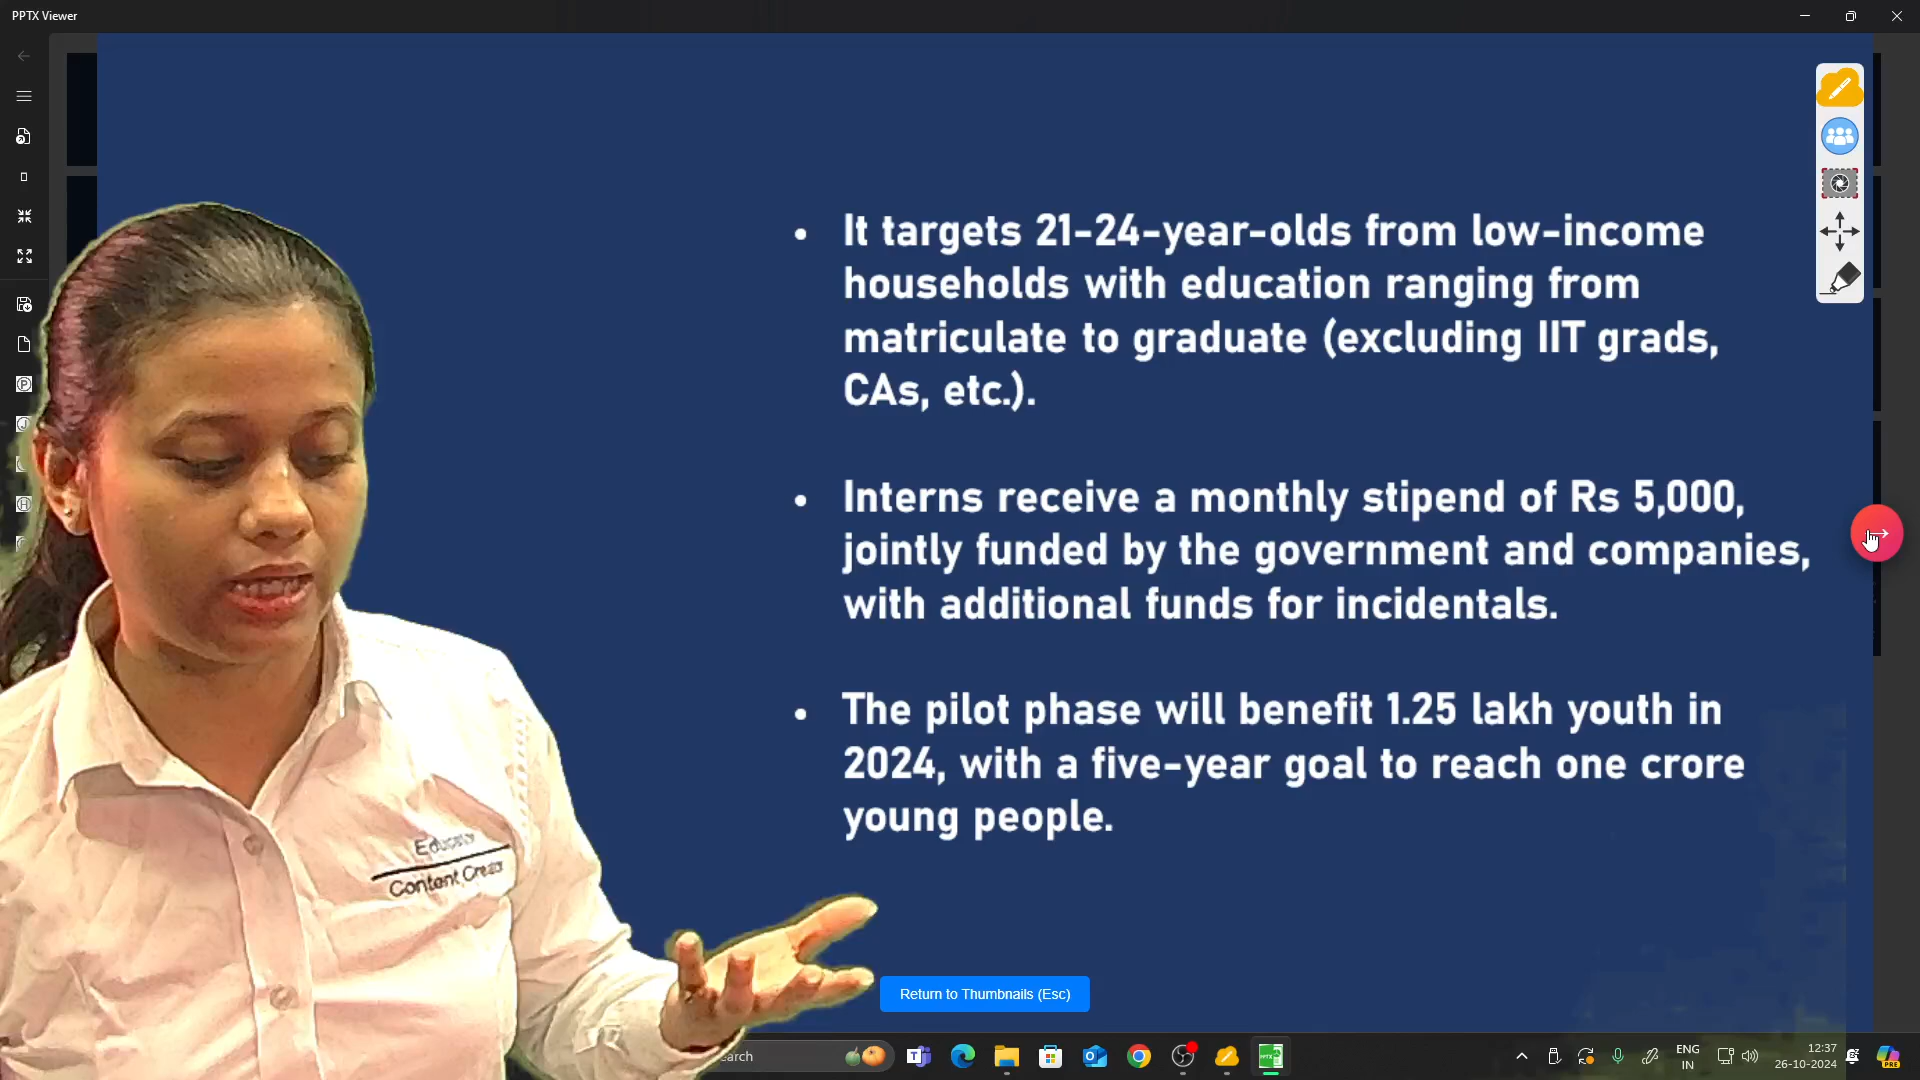 PPTX Viewer
• It targets 21-24-year-olds from low-income
households with education ranging from
matriculate to graduate (excluding IIT grads,
CAs, etc.).
• Interns receive a monthly stipend of Rs 5,000,
jointly funded by the government and companies,
with additional funds for incidentals.
• The pilot phase will benefit 1.25 lakh youth in
2024, with a five-year goal to reach one crore
young people.
Content Creator
Return to Thumbnails (Esc)
earch
ENG
IN
12:37
26-10-2024
PRE